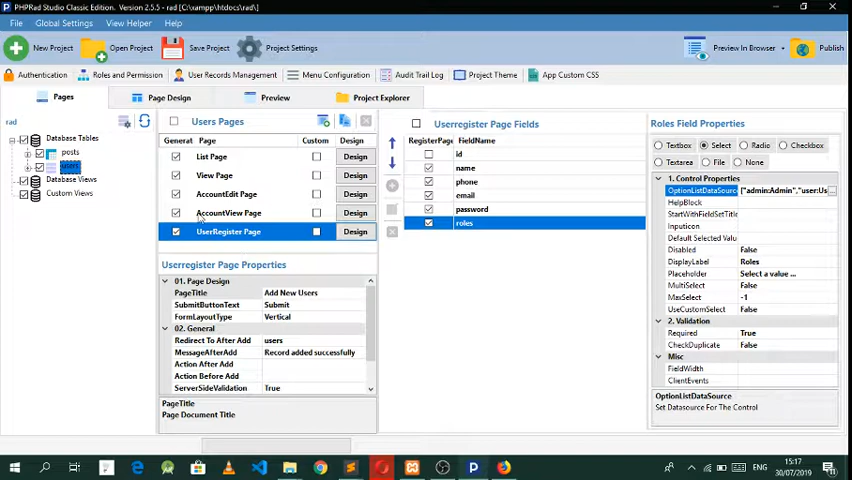 PHPRad Studio Classic Edition. - Version 2.5.5 - rad [C:\xampp\htdocs\rad\]
File Global Settings View Helper Help
New Project Open Project Save Project Project Settings Preview In Browser Publish
Authentication Roles and Permission User Records Management Menu Configuration Audit Trail Log Project Theme App Custom CSS
Pages Page Design Preview Project Explorer
rad
Database Tables
posts
users
Database Views
Custom Views
Users Pages
General Page Custom Design
List Page Design
View Page Design
AccountEdit Page Design
AccountView Page Design
UserRegister Page Design
Userregister Page Properties
01. Page Design
PageTitle Add New Users
SubmitButtonText Submit
FormLayoutType Vertical
02. General
Redirect To After Add users
MessageAfterAdd Record added successfully
Action After Add
Action Before Add
ServerSideValidation True
PageTitle
Page Document Title
Userregister Page Fields
RegisterPage FieldName
id
name
phone
email
password
roles
Roles Field Properties
Textbox Select Radio Checkbox
Textarea File None
1. Control Properties
OptionListDataSource ["admin:Admin","user:Us ...
HelpBlock
StartWithFieldSetTitle
Inputicon
Default Selected Value
Disabled False
DisplayLabel Roles
Placeholder Select a value ...
MultiSelect False
MaxSelect -1
UseCustomSelect False
2. Validation
Required True
CheckDuplicate False
Misc
FieldWidth
ClientEvents
OptionListDataSource
Set Datasource For The Control
ENG
15:17
30/07/2019